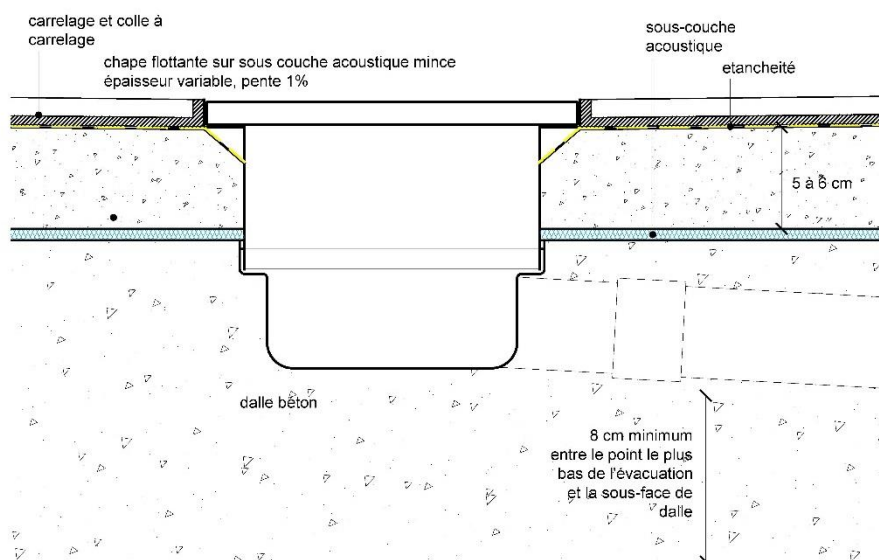 carrelage et colle à
carrelage
chape flottante sur sous couche acoustique mince
épaisseur variable, pente 1%
sous-couche
acoustique
etancheité
5 à 6 cm
dalle béton
8 cm minimum
entre le point le plus
bas de l'évacuation
et la sous-face de
dalle